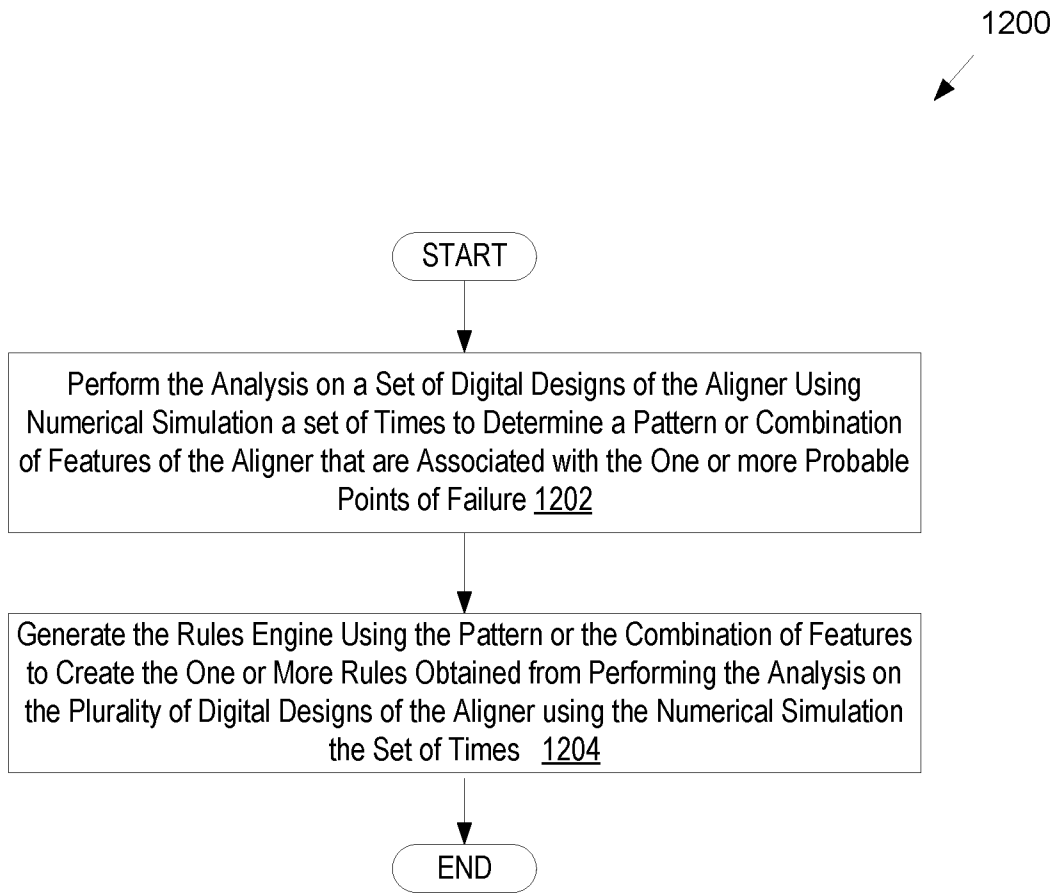 1200
START
Perform the Analysis on a Set of Digital Designs of the Aligner Using
Numerical Simulation a set of Times to Determine a Pattern or Combination
of Features of the Aligner that are Associated with the One or more Probable
Points of Failure 1202
Generate the Rules Engine Using the Pattern or the Combination of Features
to Create the One or More Rules Obtained from Performing the Analysis on
the Plurality of Digital Designs of the Aligner using the Numerical Simulation
the Set of Times 1204
END